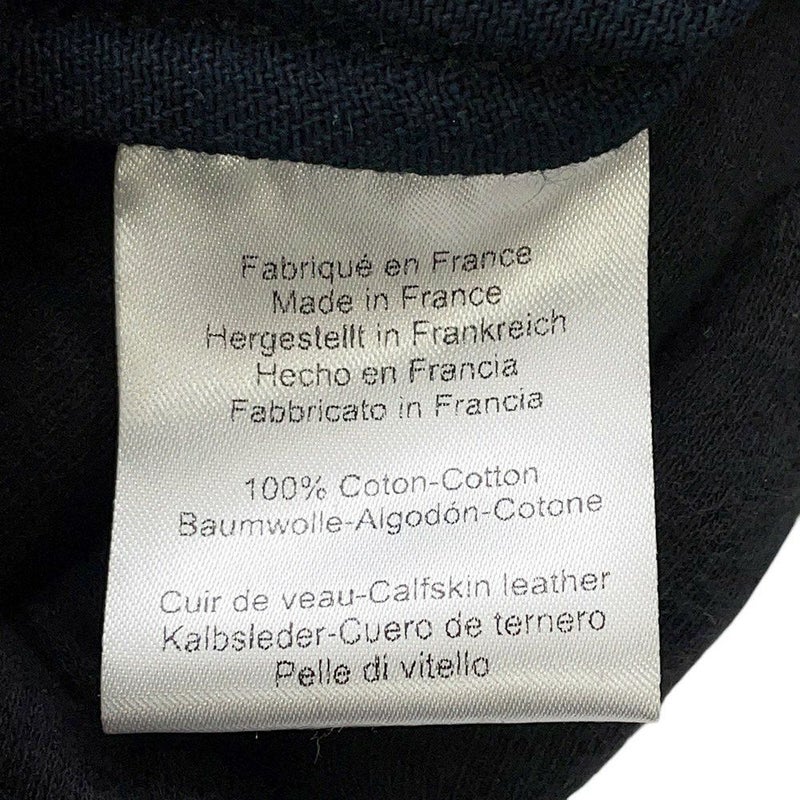 Fabriqué en France
Made in France
Hergestellt in Frankreich
Hecho en Francia
Fabbricato in Francia
100% Coton-Cotton
Baumwolle-Algodón-Cotone
Cuir de veau-Calfskin leather
Kalbsleder-Cuero de ternero
Pelle di vitello